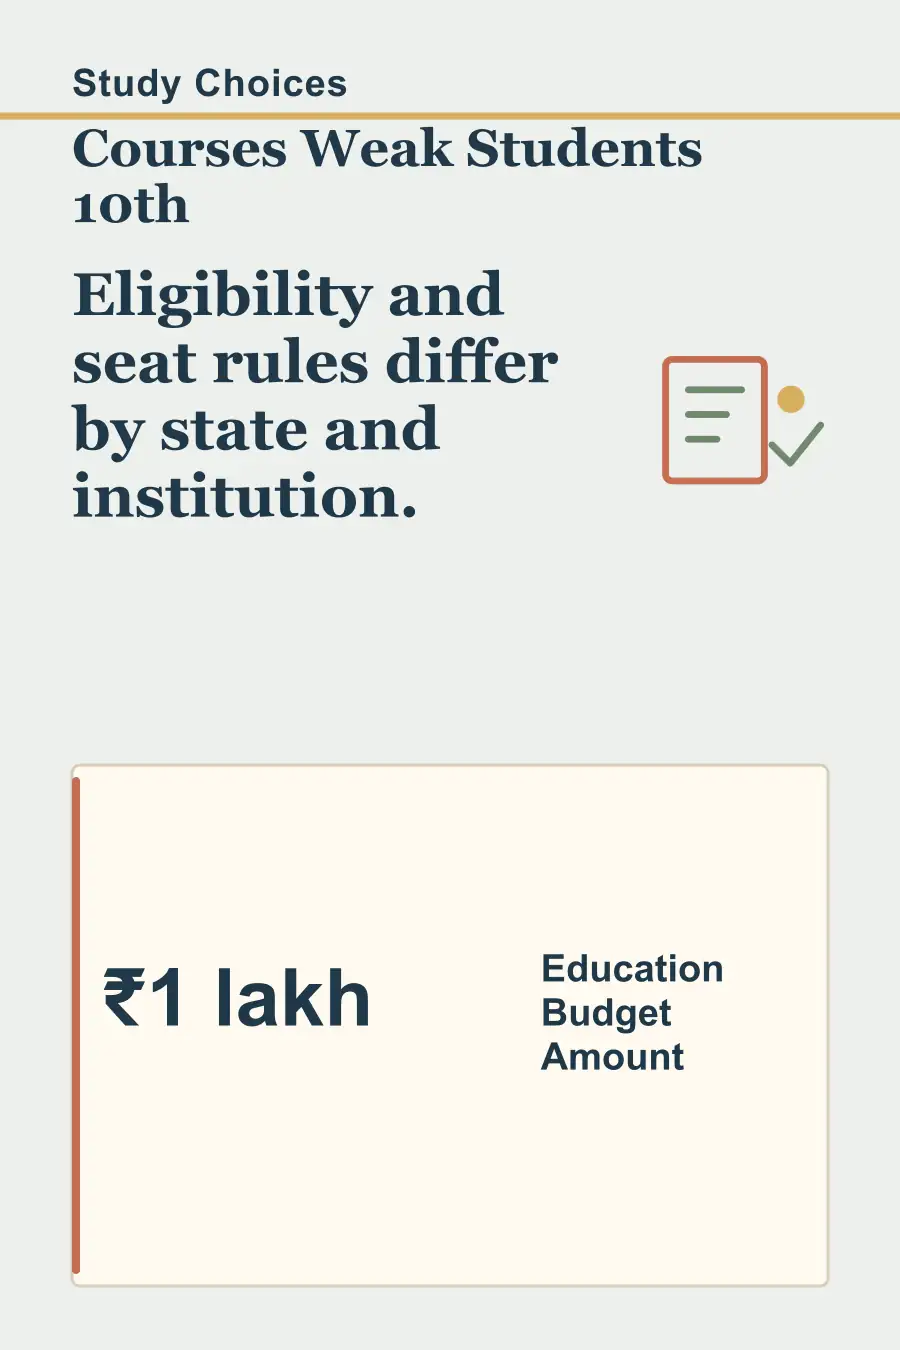 Study Choices
Courses Weak Students
10th
Eligibility and
seat rules differ
by state and
institution.
₹1 lakh
Education
Budget
Amount